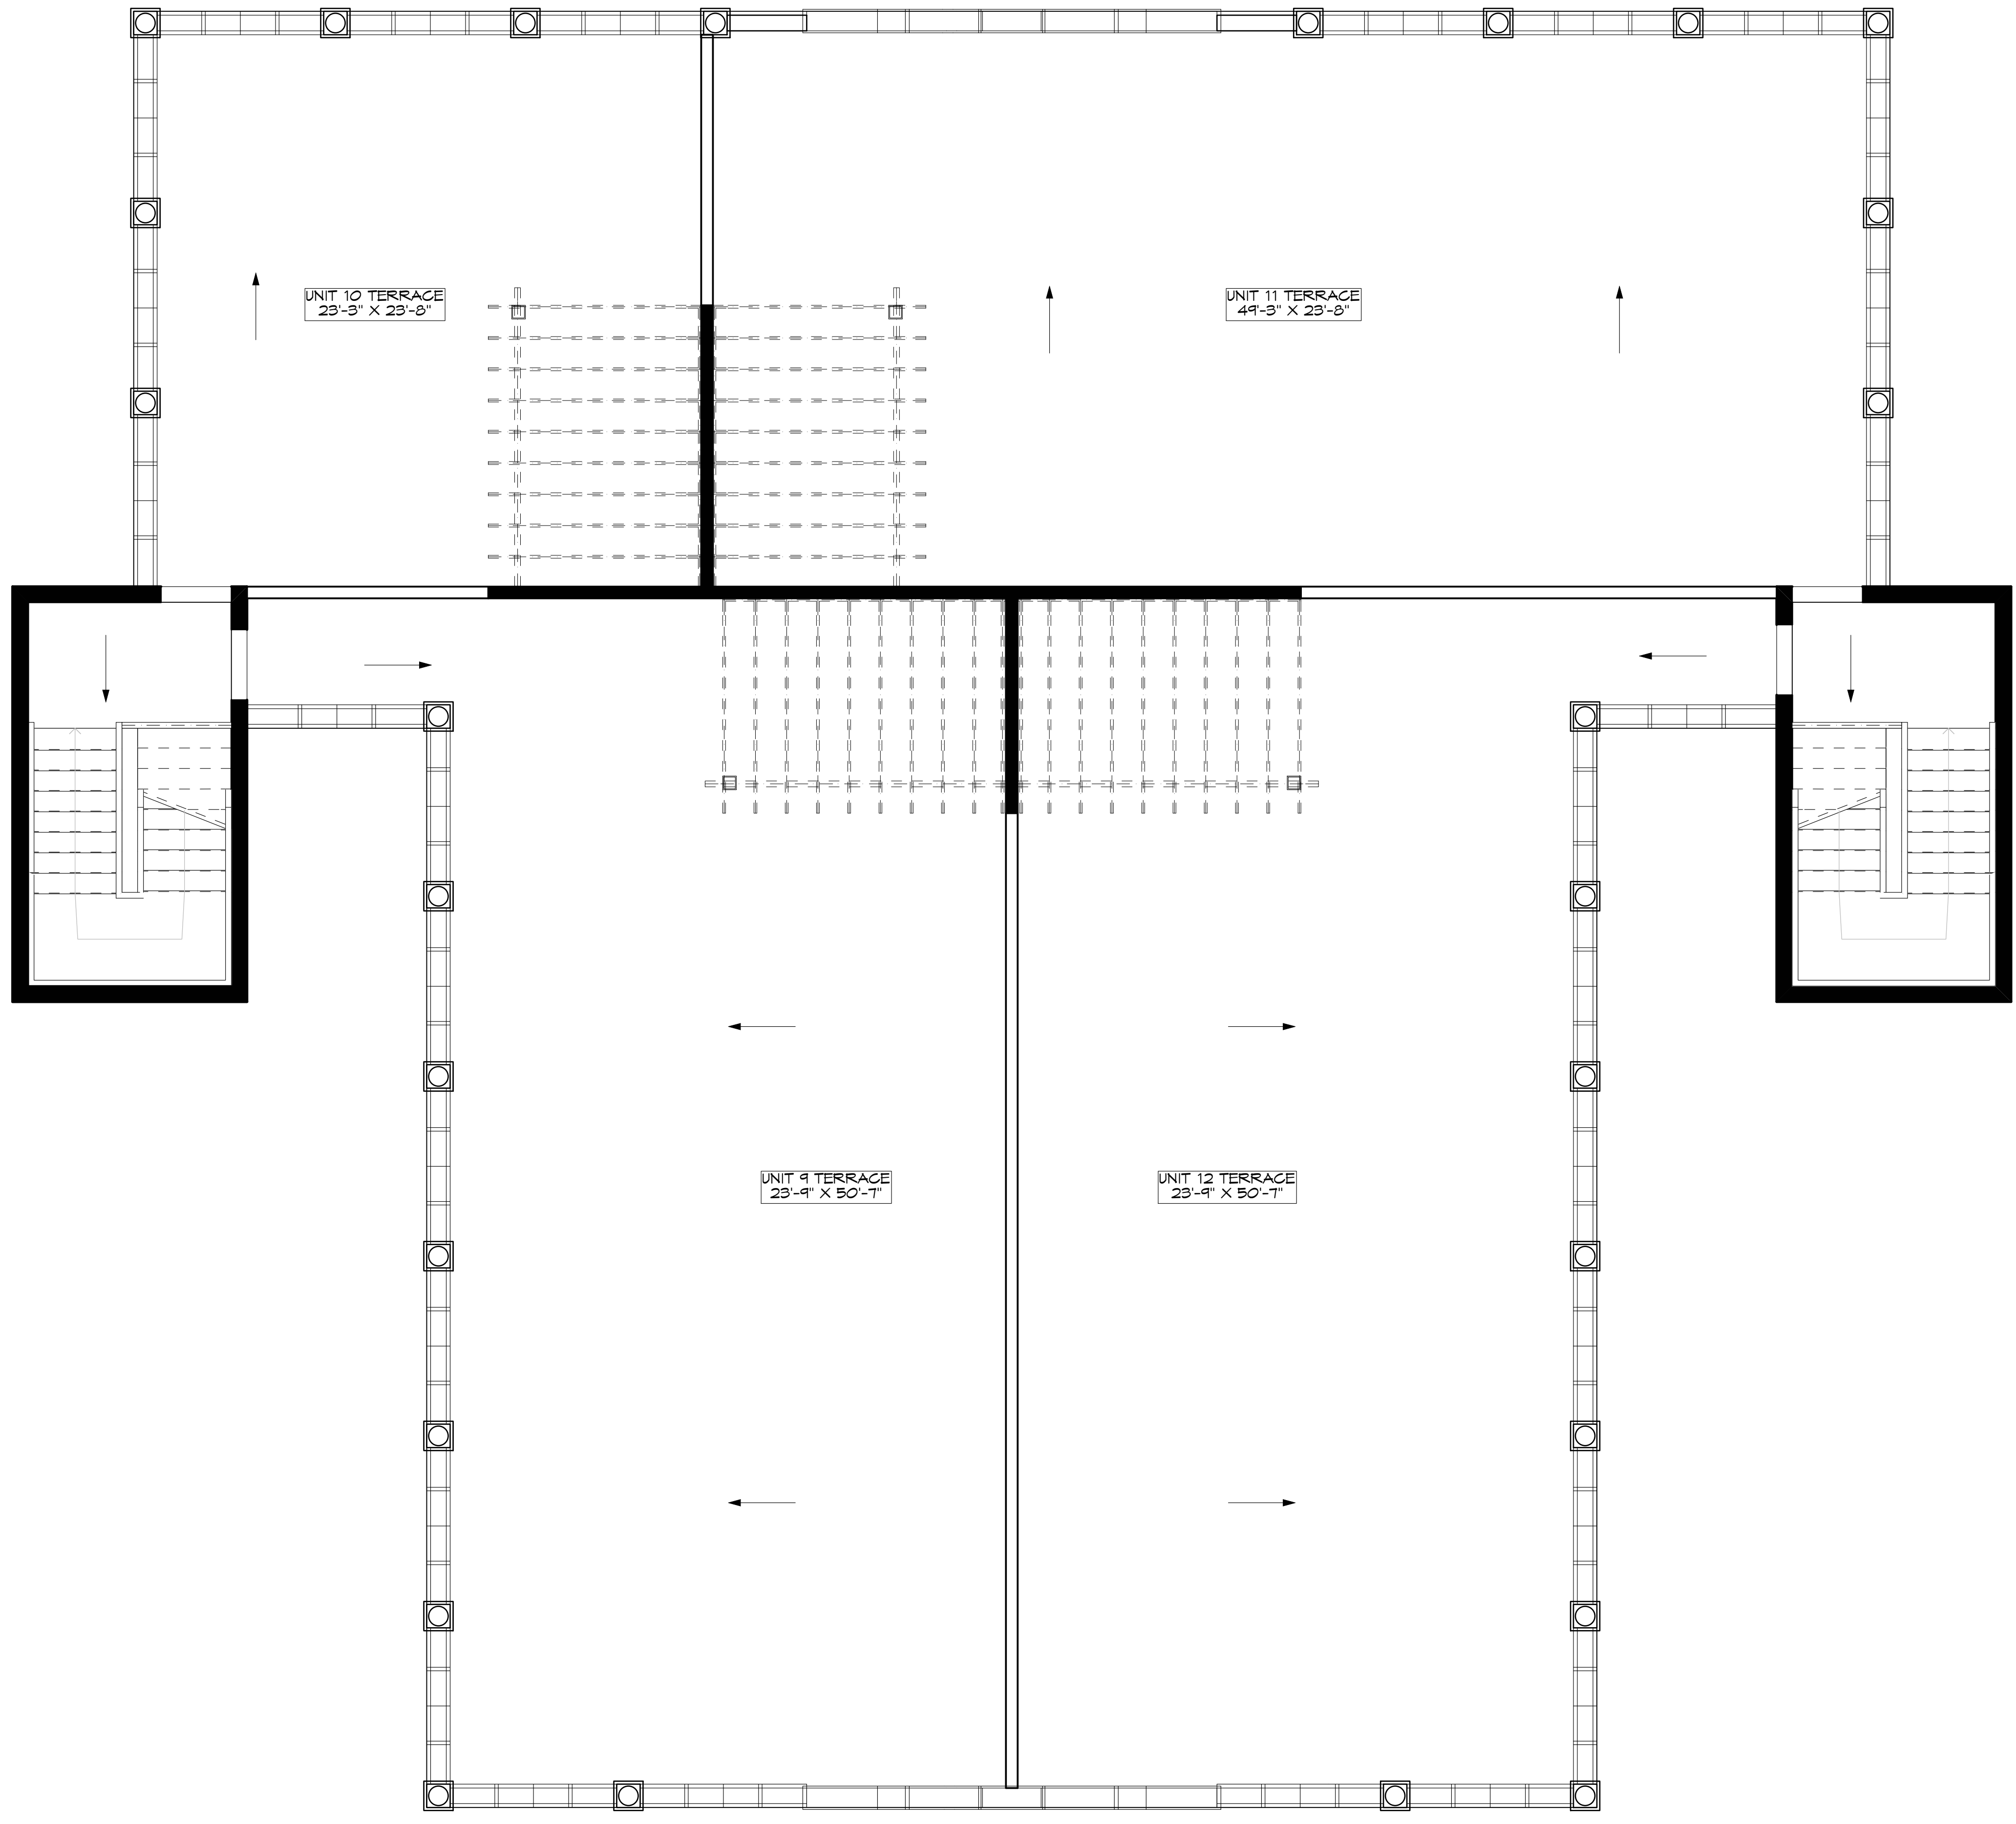 UNIT 10 TERRACE
23'-3" X 23'-8"
UNIT 11 TERRACE
49'-3" X 23'-8"
UNIT 9 TERRACE
23'-9" X 50'-7"
UNIT 12 TERRACE
23'-9" X 50'-7"